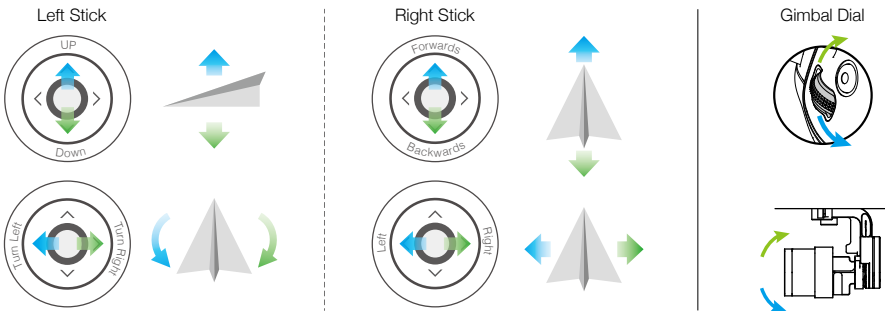 Left Stick
Right Stick
Gimbal Dial
UP
Down
Forwards
Backwards
Turn Left
Turn Right
Left
Right